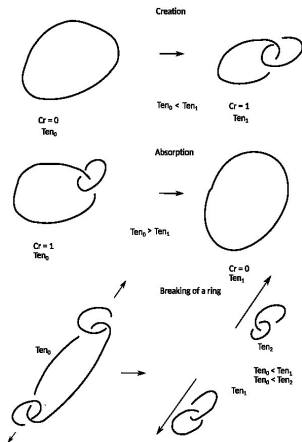 Creation
Ten₀ < Ten₁
Cr = 0
Ten₀
Cr = 1
Ten₁
Absorption
Ten₀ > Ten₁
Cr = 1
Ten₀
Cr = 0
Ten₁
Breaking of a ring
Ten₀
Ten₂
Ten₀ < Ten₁
Ten₀ < Ten₂
Ten₁